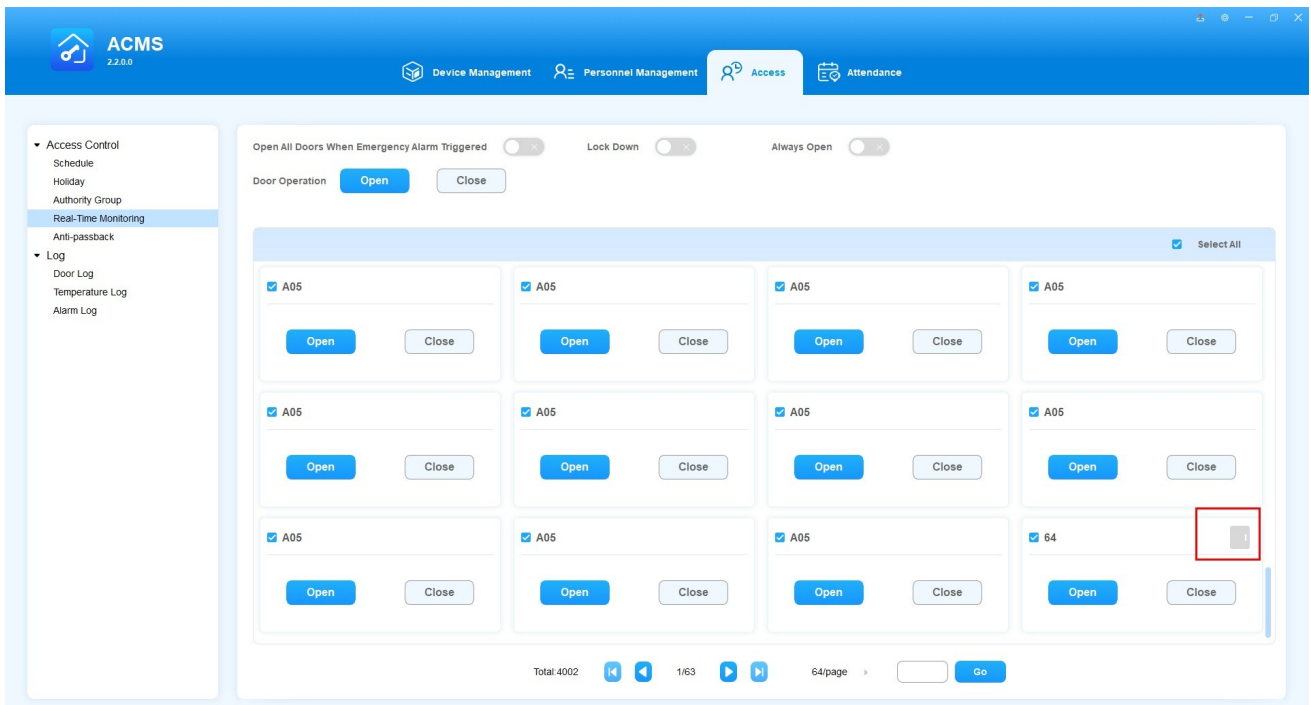 ACMS
2.2.0.0
Device Management
Personnel Management
Access
Attendance
Access Control
Schedule
Holiday
Authority Group
Real-Time Monitoring
Anti-passback
Log
Door Log
Temperature Log
Alarm Log
Open All Doors When Emergency Alarm Triggered
Lock Down
Always Open
Door Operation
Open
Close
Select All
A05
A05
A05
A05
Open
Close
Open
Close
Open
Close
Open
Close
A05
A05
A05
A05
Open
Close
Open
Close
Open
Close
Open
Close
A05
A05
A05
64
Open
Close
Open
Close
Open
Close
Open
Close
Total:4002
1/63
64/page
Go